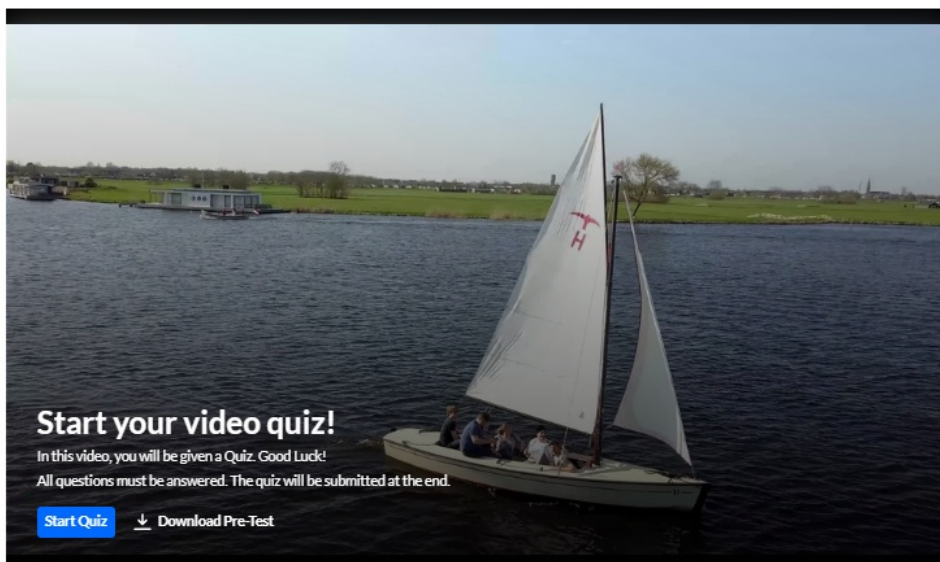 H
Start your video quiz!
In this video, you will be given a Quiz. Good Luck!
All questions must be answered. The quiz will be submitted at the end.
Start Quiz
Download Pre-Test